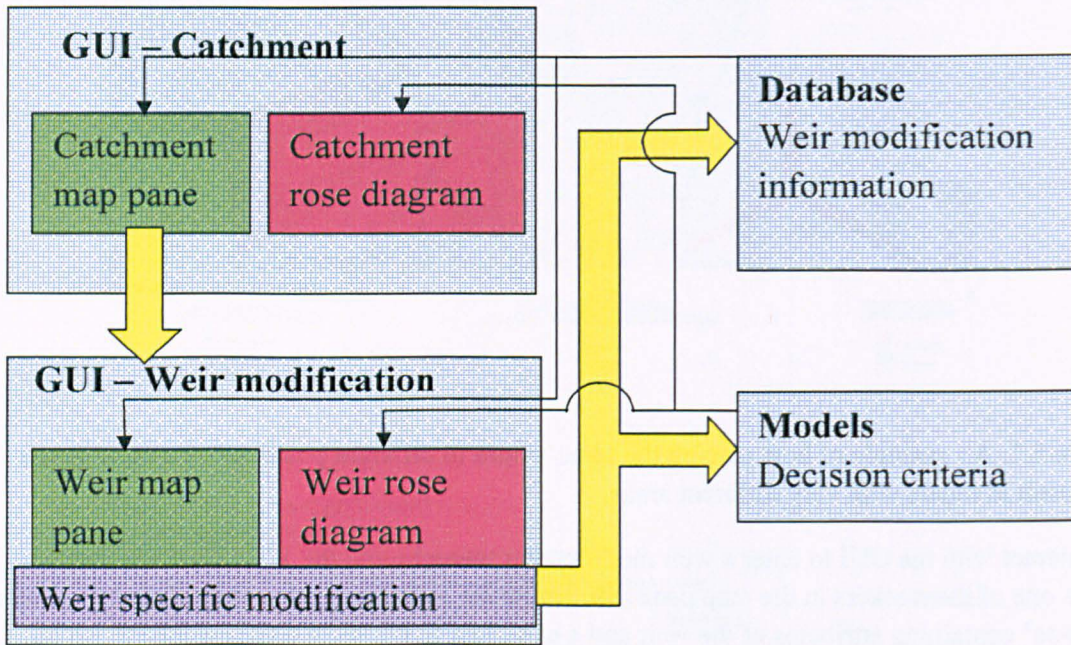 GUI – Catchment
Catchment
map pane
Catchment
rose diagram
Database
Weir modification
information
GUI – Weir modification
Weir map
pane
Weir rose
diagram
Weir specific modification
Models
Decision criteria